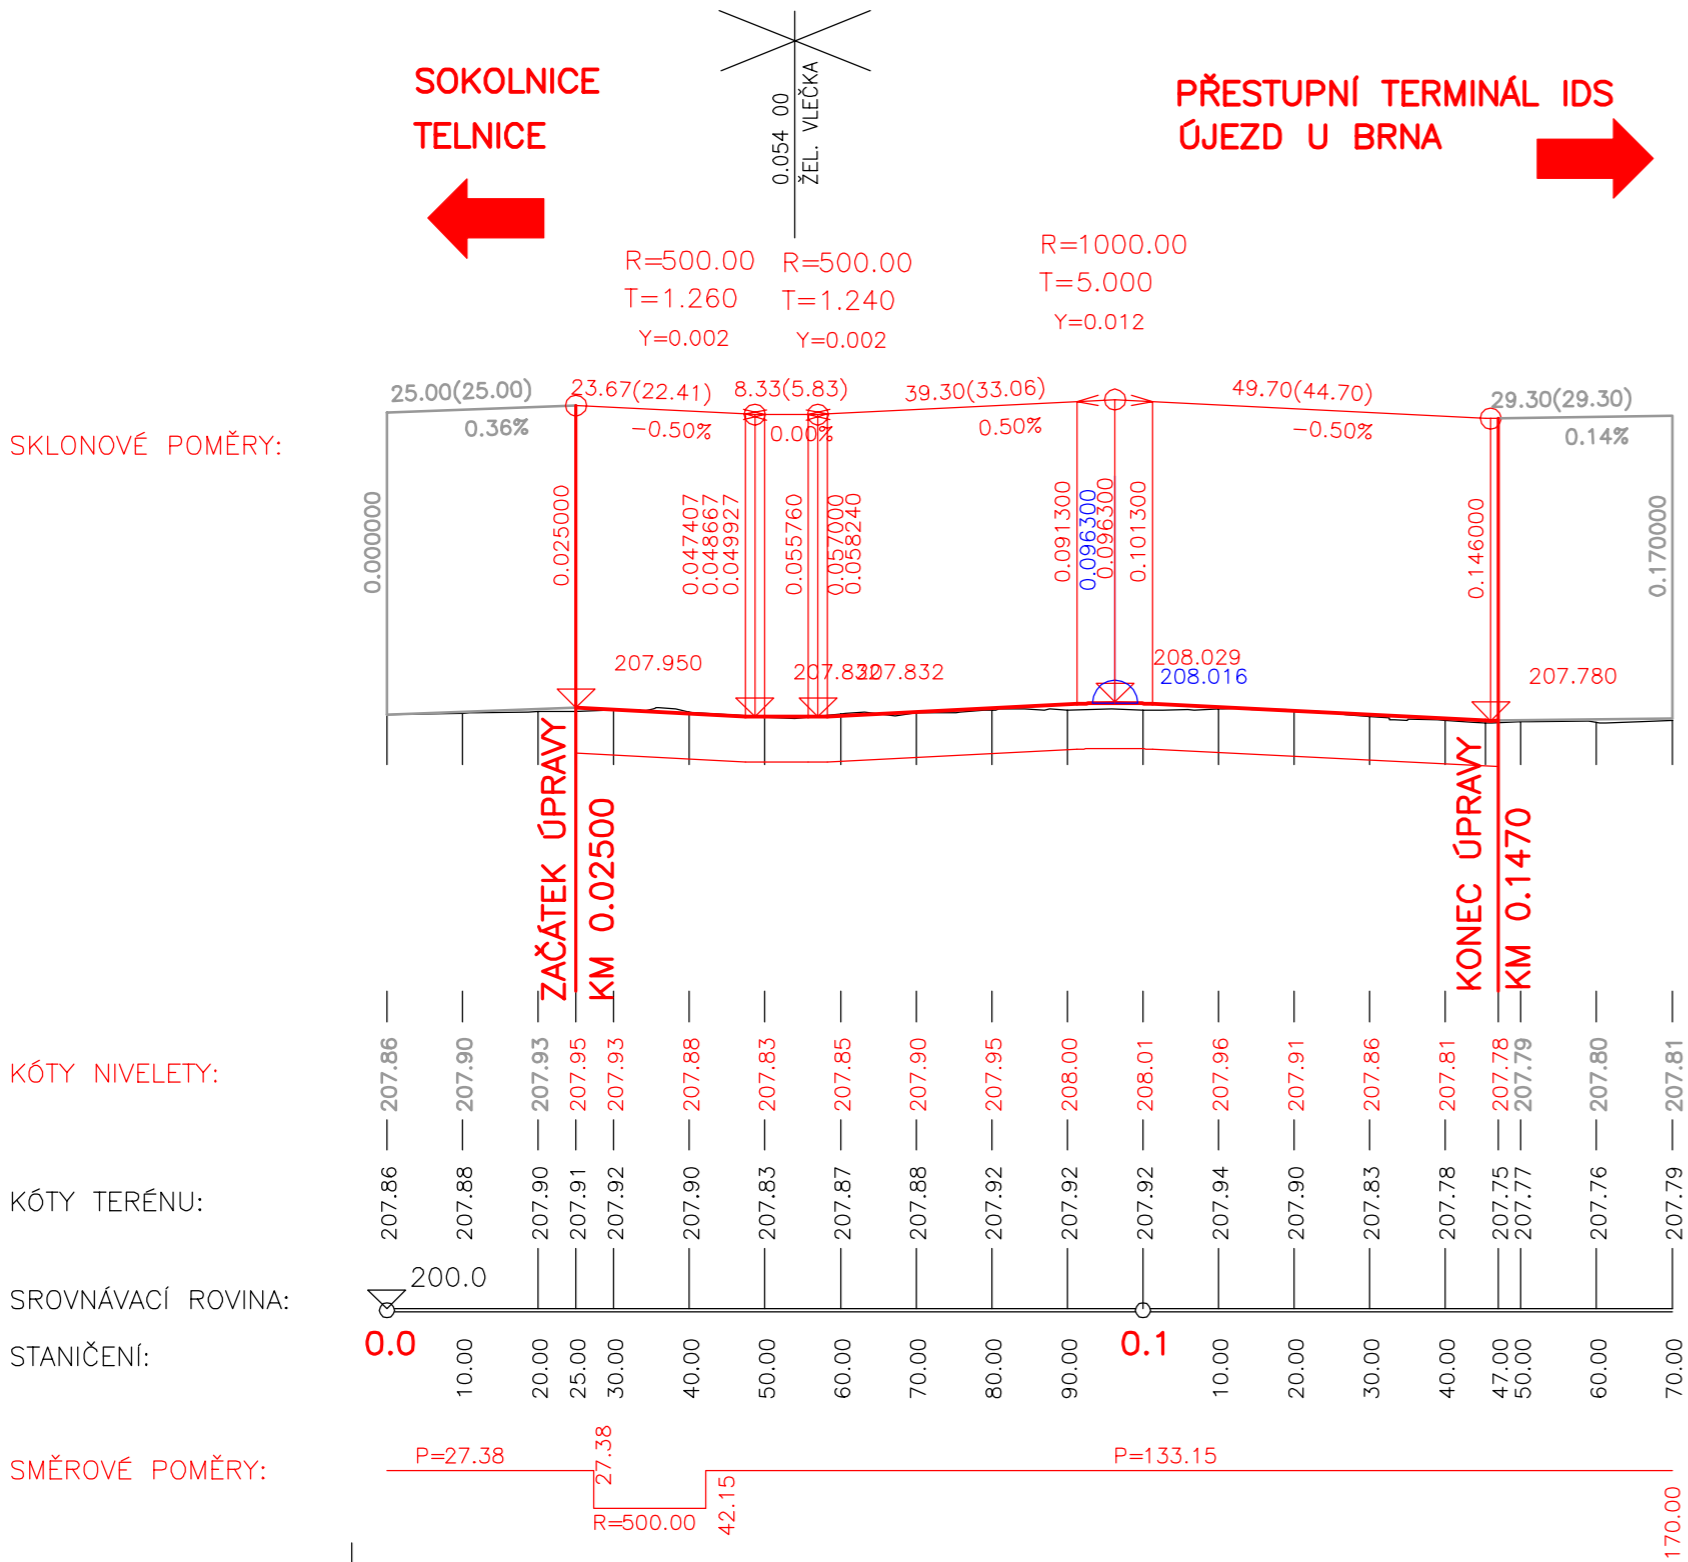 SOKOLNICE
TELNICE
PŘESTUPNÍ TERMINÁL IDS
ÚJEZD U BRNA
0.054 00
ŽEL. VLEČKA
R=500.00
T=1.260
Y=0.002
R=500.00
T=1.240
Y=0.002
R=1000.00
T=5.000
Y=0.012
SKLONOVÉ POMĚRY:
25.00(25.00)
0.36%
23.67(22.41)
-0.50%
8.33(5.83)
0.00%
39.30(33.06)
0.50%
49.70(44.70)
-0.50%
29.30(29.30)
0.14%
0.000000
0.025000
0.047407
0.048667
0.049927
0.055760
0.057000
0.058240
0.091300
0.096300
0.096300
0.101300
0.146000
0.170000
207.950
207.832
207.832
208.029
208.016
207.780
ZAČÁTEK ÚPRAVY
KM 0.02500
KONEC ÚPRAVY
KM 0.1470
KÓTY NIVELETY:
207.86 207.90 207.93 207.95 207.93 207.88 207.83 207.85 207.90 207.95 208.00 208.01 207.96 207.91 207.86 207.81 207.78 207.79 207.80 207.81
KÓTY TERÉNU:
207.86 207.88 207.90 207.91 207.92 207.90 207.83 207.87 207.88 207.92 207.92 207.92 207.94 207.90 207.83 207.78 207.75 207.77 207.76 207.79
200.0
SROVNÁVACÍ ROVINA:
STANIČENÍ:
0.0 10.00 20.00 25.00 30.00 40.00 50.00 60.00 70.00 80.00 90.00 0.1 10.00 20.00 30.00 40.00 47.00 50.00 60.00 70.00
SMĚROVÉ POMĚRY:
P=27.38
27.38
R=500.00
42.15
P=133.15
170.00